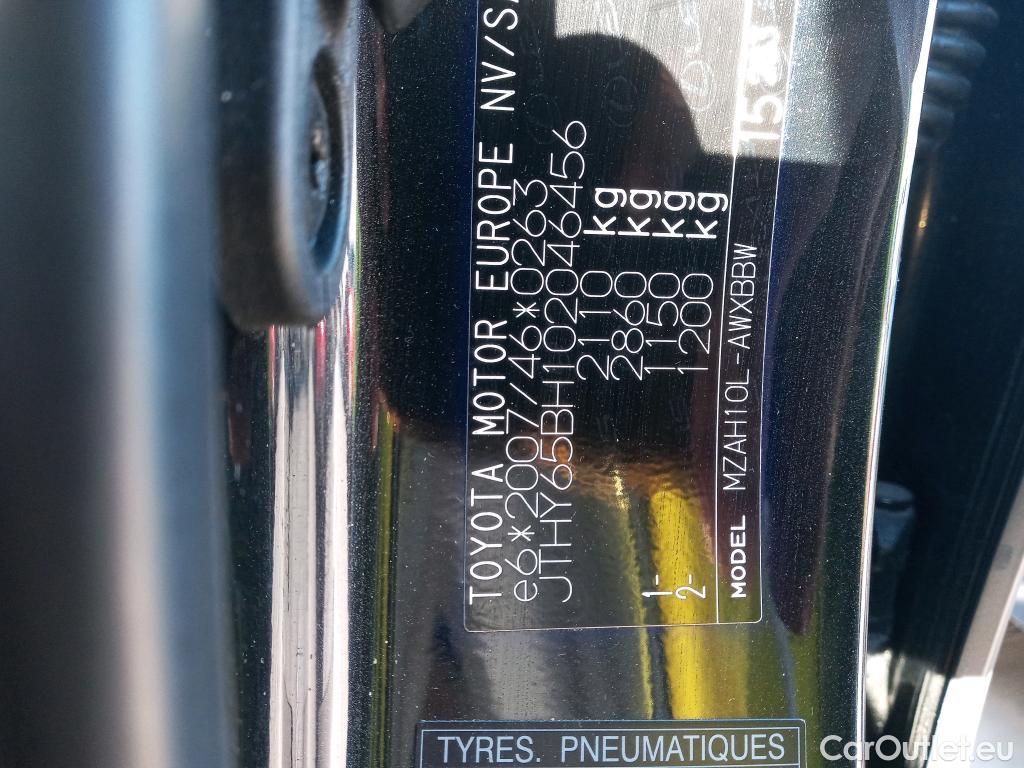 TOYOTA MOTOR EUROPE NV/SA
e6*2007/46*0263
JTHY65BH102046456
2110 kg
2860 kg
1- 1150 kg
2- 1200 kg
MODEL MZAH10L-AWXBBW
TYRES. PNEUMATIQUES
CarOutlet.eu